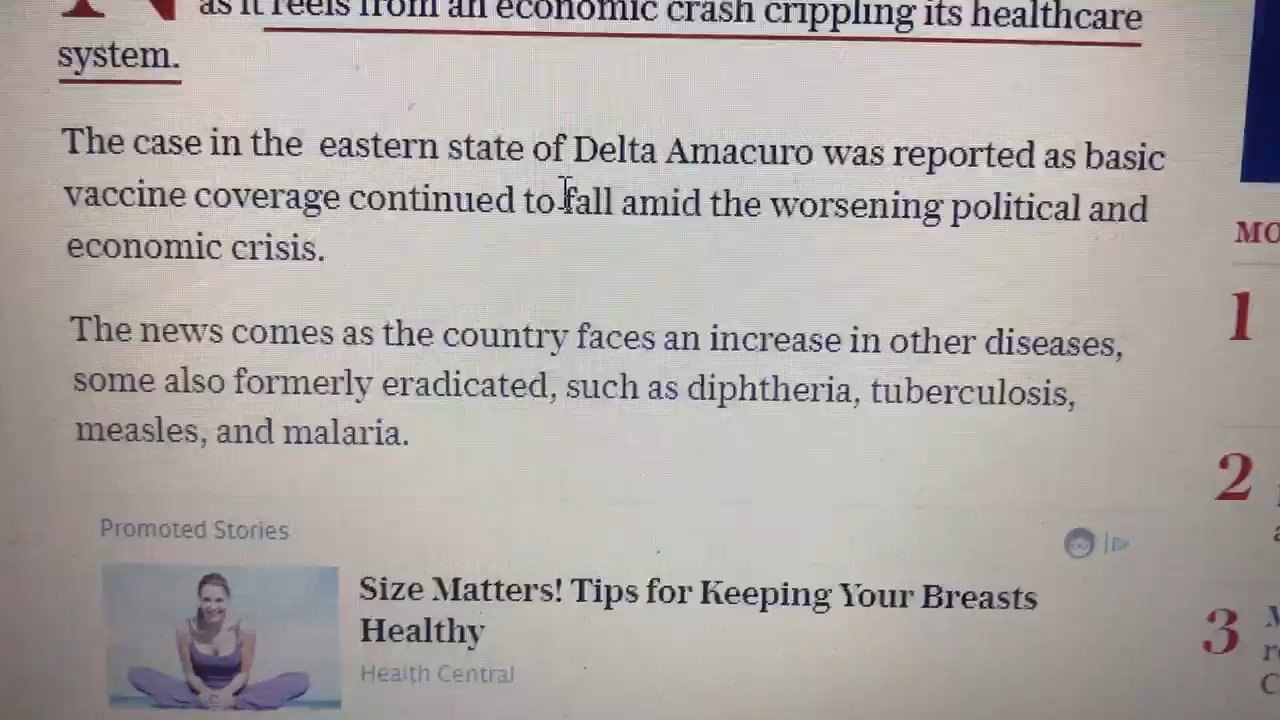 as it reels from an economic crash crippling its healthcare
system.
The case in the eastern state of Delta Amacuro was reported as basic
vaccine coverage continued to fall amid the worsening political and
economic crisis.
The news comes as the country faces an increase in other diseases,
some also formerly eradicated, such as diphtheria, tuberculosis,
measles, and malaria.
Promoted Stories
Size Matters! Tips for Keeping Your Breasts
Healthy
Health Central
MO
1
2
3